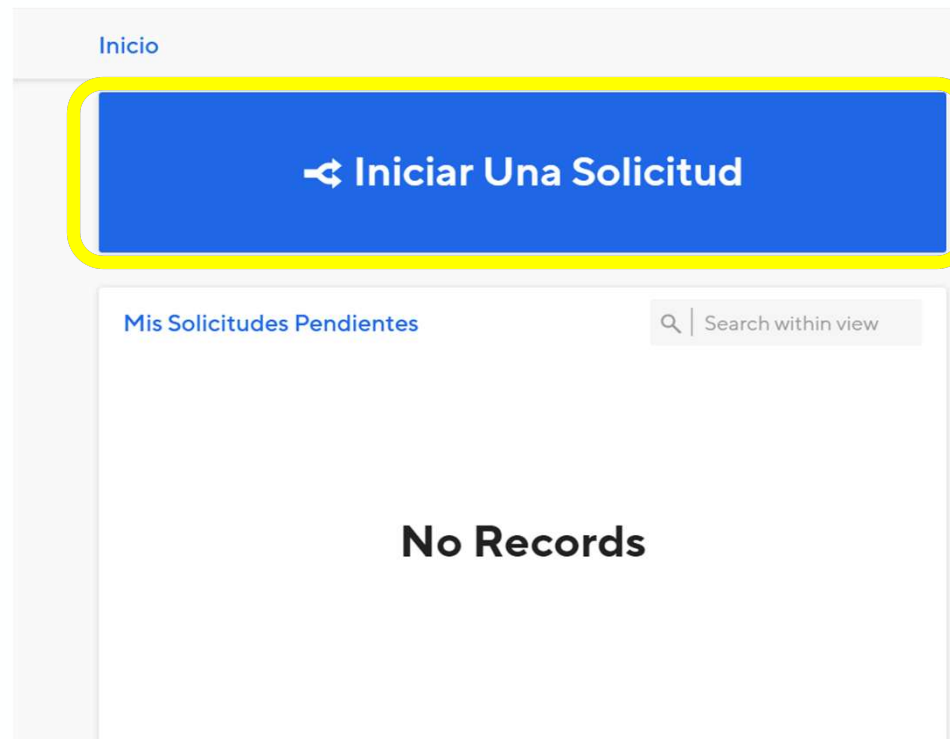 Inicio
Iniciar Una Solicitud
Mis Solicitudes Pendientes
Search within view
No Records